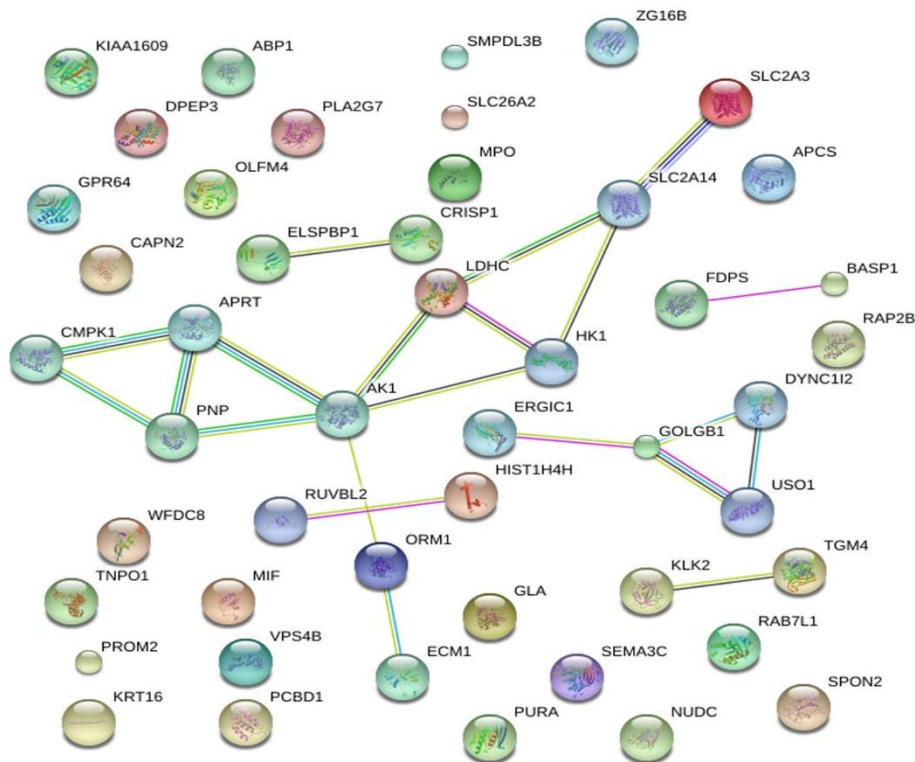 ZG16B
KIAA1609
ABP1
SMPDL3B
SLC2A3
DPEP3
PLA2G7
SLC26A2
MPO
APCS
OLFM4
SLC2A14
GPR64
CRISP1
ELSPBP1
CAPN2
LDHC
FDPS
BASP1
APRT
RAP2B
CMPK1
HK1
DYNC1I2
AK1
PNP
ERGIC1
GOLGB1
HIST1H4H
RUVBL2
USO1
WFDC8
ORM1
TGM4
KLK2
TNPO1
MIF
GLA
RAB7L1
PROM2
VPS4B
ECM1
SEMA3C
SPON2
KRT16
PCBD1
PURA
NUDC